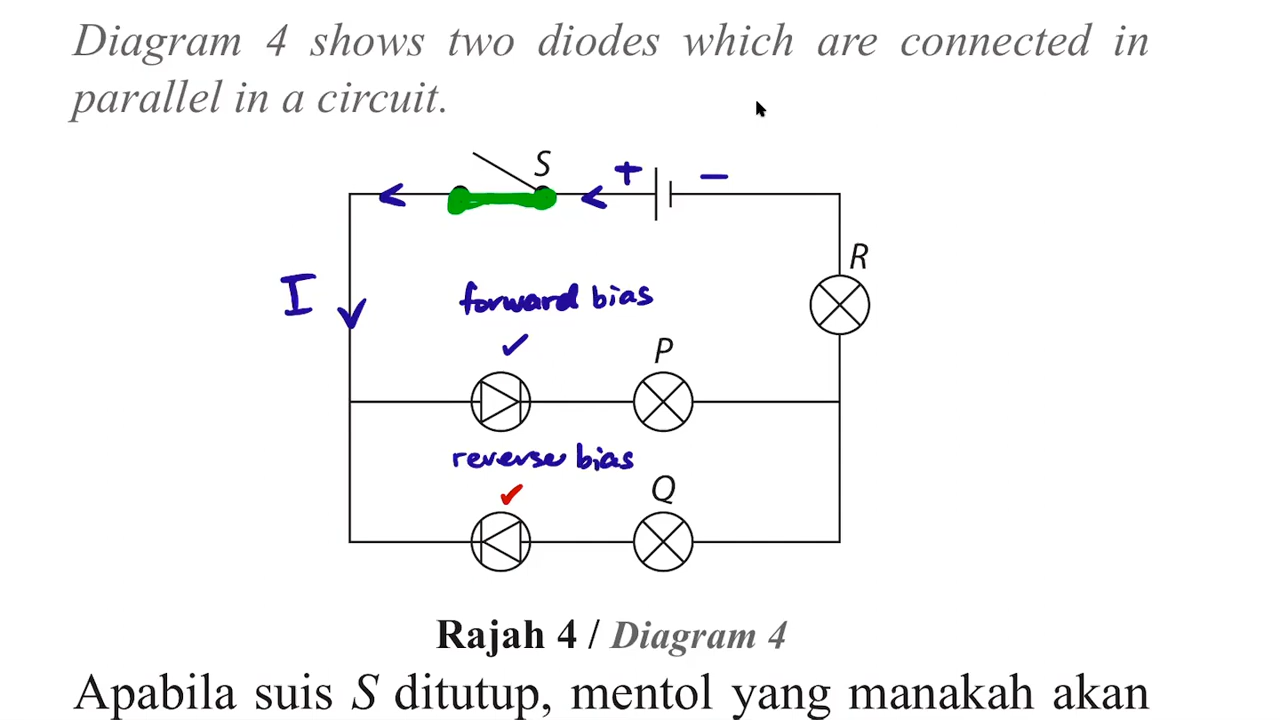 Diagram 4 shows two diodes which are connected in
parallel in a circuit.
S
+
−
R
I
forward bias
P
reverse bias
Q
Rajah 4 / Diagram 4
Apabila suis S ditutup, mentol yang manakah akan